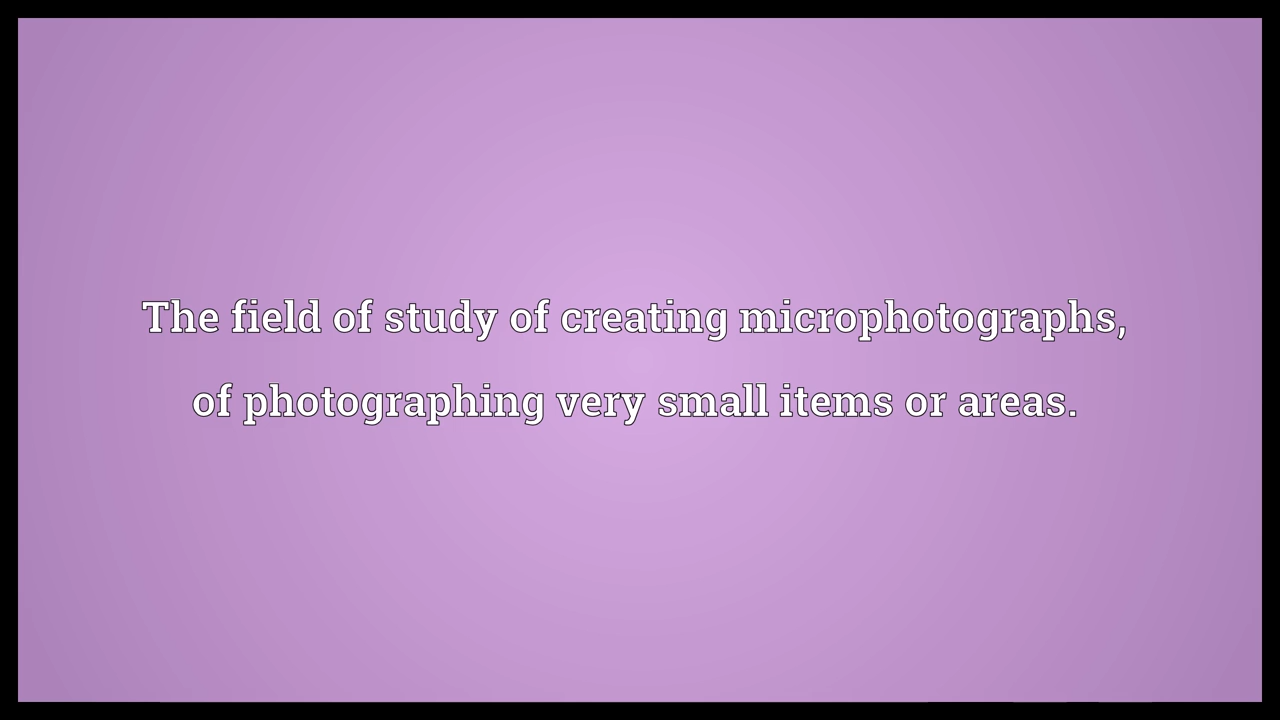 The field of study of creating microphotographs,
of photographing very small items or areas.